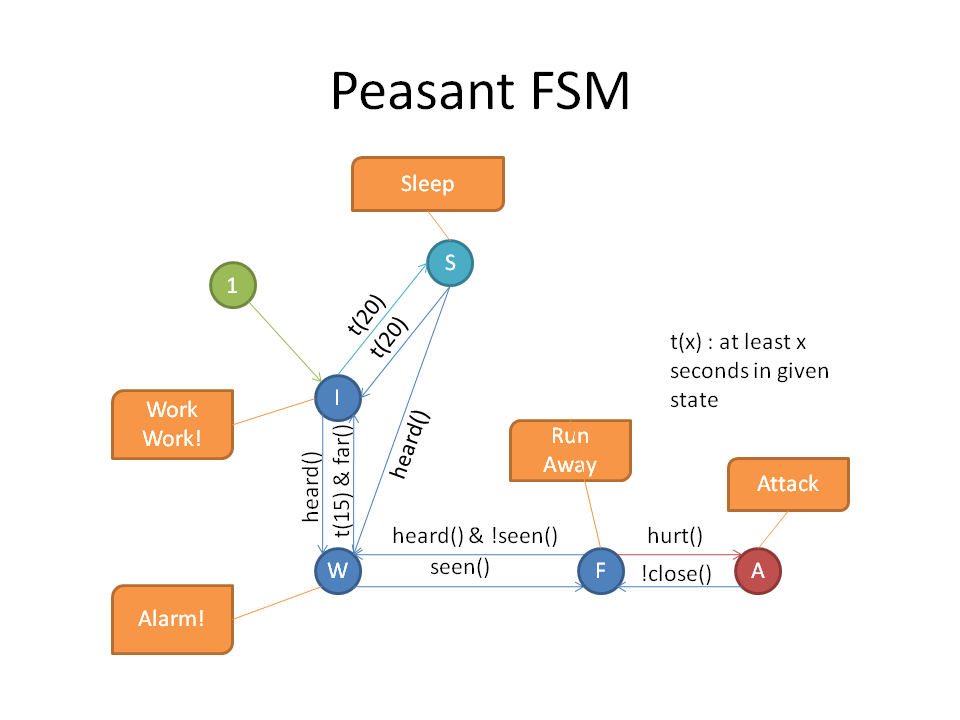 Peasant FSM
Sleep
S
1
t(20)
t(20)
t(x) : at least x
seconds in given
state
I
Work
Work!
heard()
t(15) & far()
heard()
Run
Away
Attack
heard() & !seen()
hurt()
W
seen()
F
!close()
A
Alarm!